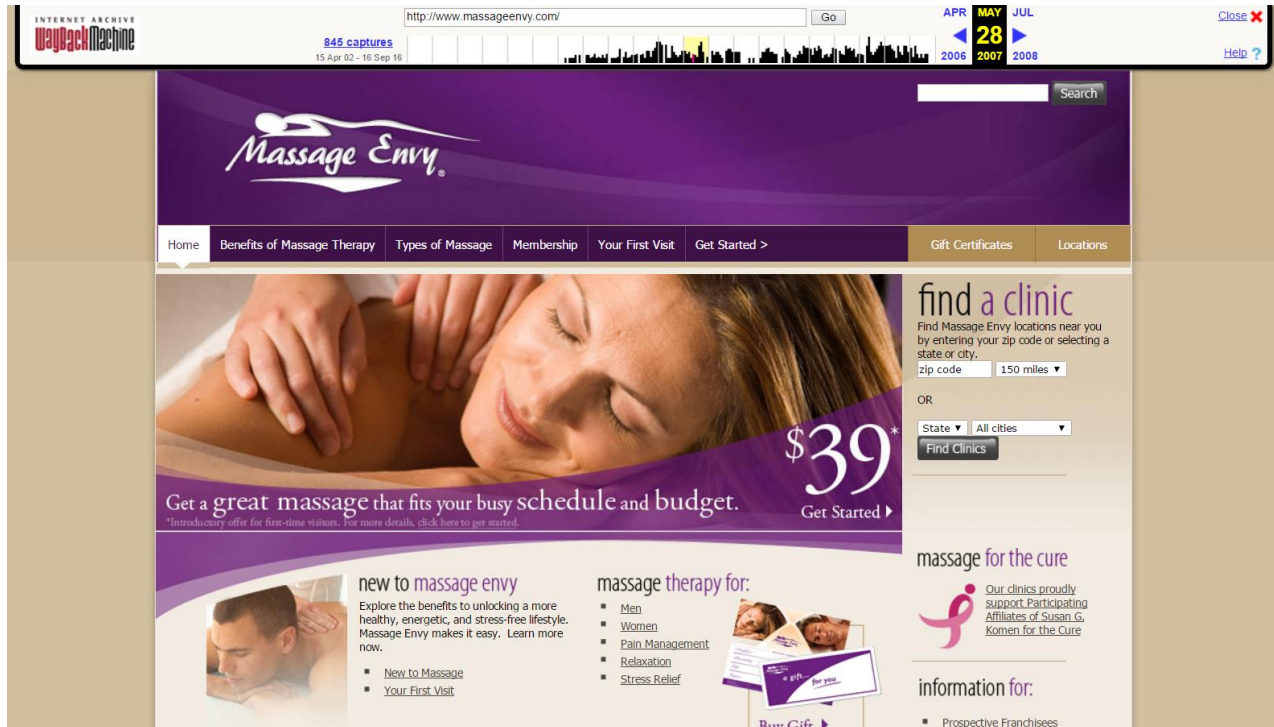 INTERNET ARCHIVE
WayBackMachine
http://www.massageenvy.com/
Go
845 captures
15 Apr 02 - 16 Sep 16
APR MAY JUL
28
2006 2007 2008
Close
Help ?
Search
Massage Envy®
Home
Benefits of Massage Therapy
Types of Massage
Membership
Your First Visit
Get Started >
Gift Certificates
Locations
$39*
Get Started
Get a great massage that fits your busy schedule and budget.
*Introductory offer for first-time visitors. For more details, click here to get started.
find a clinic
Find Massage Envy locations near you
by entering your zip code or selecting a
state or city.
zip code 150 miles
OR
State All cities
Find Clinics
new to massage envy
Explore the benefits to unlocking a more
healthy, energetic, and stress-free lifestyle.
Massage Envy makes it easy. Learn more
now.
New to Massage
Your First Visit
massage therapy for:
Men
Women
Pain Management
Relaxation
Stress Relief
Massage Envy
a gift... for you
Buy Gift
massage for the cure
Our clinics proudly
support Participating
Affiliates of Susan G.
Komen for the Cure
information for:
Prospective Franchisees